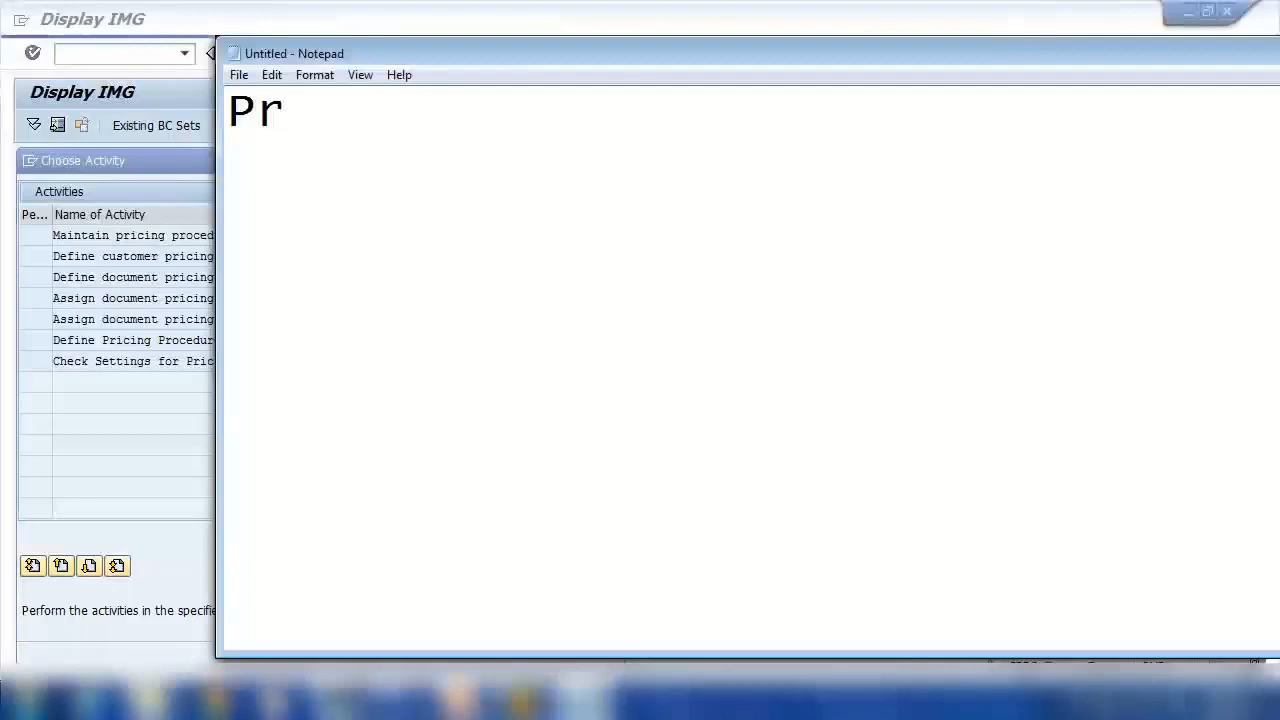 Display IMG
Untitled - Notepad
File Edit Format View Help
Pr
Display IMG
Existing BC Sets
Choose Activity
Activities
Pe... Name of Activity
Maintain pricing proced
Define customer pricing
Define document pricing
Assign document pricing
Assign document pricing
Define Pricing Procedur
Check Settings for Pric
Perform the activities in the specifie